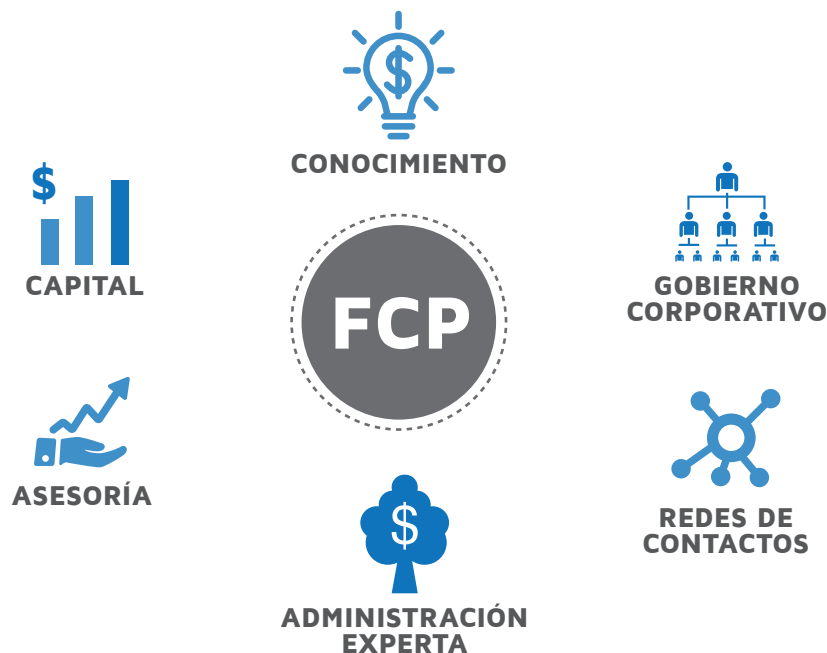 $
CONOCIMIENTO
$
CAPITAL
GOBIERNO
CORPORATIVO
FCP
ASESORÍA
REDES DE
CONTACTOS
$
ADMINISTRACIÓN
EXPERTA